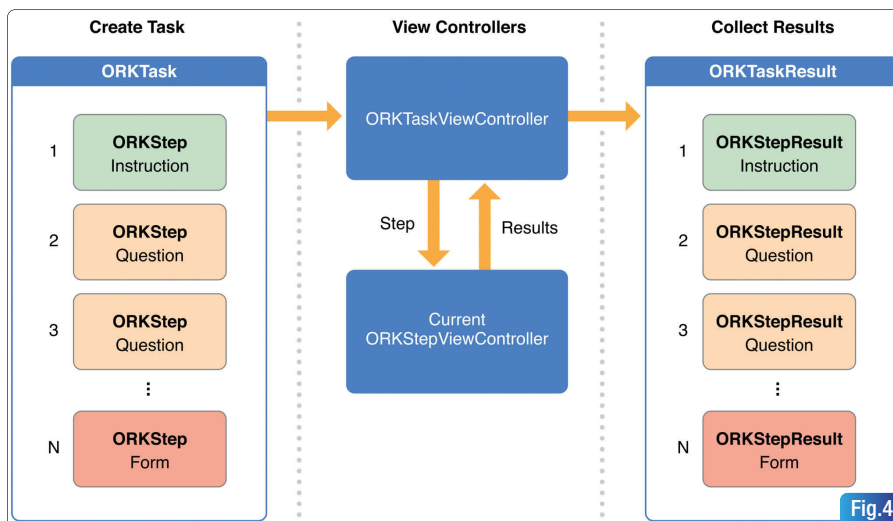 Create Task
View Controllers
Collect Results
ORKTask
1
ORKStep
Instruction
2
ORKStep
Question
3
ORKStep
Question
⋮
N
ORKStep
Form
ORKTaskViewController
Step
Results
Current
ORKStepViewController
ORKTaskResult
1
ORKStepResult
Instruction
2
ORKStepResult
Question
3
ORKStepResult
Question
⋮
N
ORKStepResult
Form
Fig.4